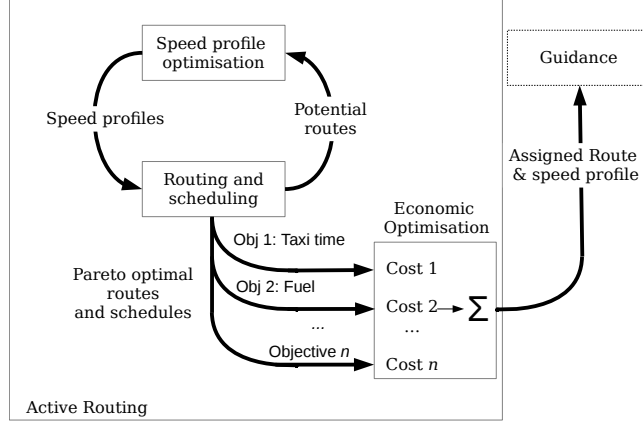 Speed profile
optimisation
Guidance
Speed profiles
Potential
routes
Assigned Route
& speed profile
Routing and
scheduling
Economic
Optimisation
Obj 1: Taxi time
Cost 1
Pareto optimal
routes
and schedules
Obj 2: Fuel
Cost 2
Σ
...
...
Objective n
Cost n
Active Routing